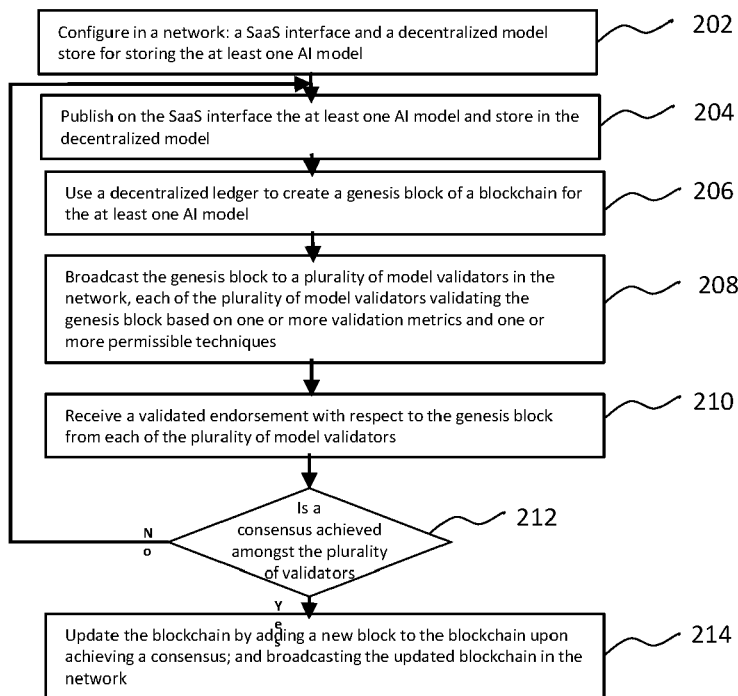 Configure in a network: a SaaS interface and a decentralized model
store for storing the at least one AI model
202
Publish on the SaaS interface the at least one AI model and store in the
decentralized model
204
Use a decentralized ledger to create a genesis block of a blockchain for
the at least one AI model
206
Broadcast the genesis block to a plurality of model validators in the
network, each of the plurality of model validators validating the
genesis block based on one or more validation metrics and one or
more permissible techniques
208
Receive a validated endorsement with respect to the genesis block
from each of the plurality of model validators
210
Is a
consensus achieved
amongst the plurality
of validators
212
No
Yes
Update the blockchain by adding a new block to the blockchain upon
achieving a consensus; and broadcasting the updated blockchain in the
network
214